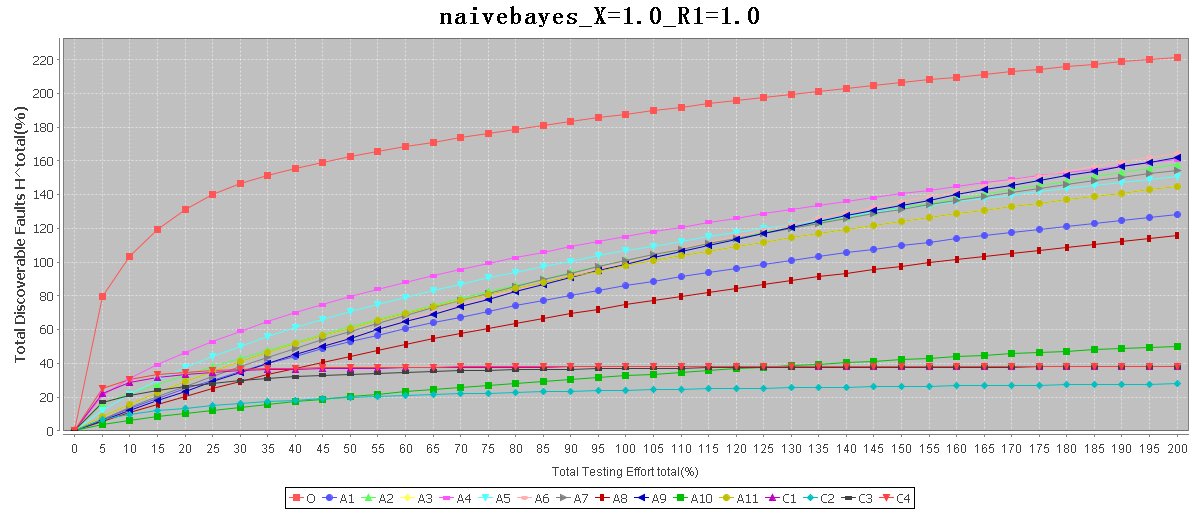 naivebayes_X=1.0_R1=1.0
Total Discoverable Faults H^total(%)
220
200
180
160
140
120
100
80
60
40
20
0
0 5 10 15 20 25 30 35 40 45 50 55 60 65 70 75 80 85 90 95 100 105 110 115 120 125 130 135 140 145 150 155 160 165 170 175 180 185 190 195 200
Total Testing Effort total(%)
O A1 A2 A3 A4 A5 A6 A7 A8 A9 A10 A11 C1 C2 C3 C4